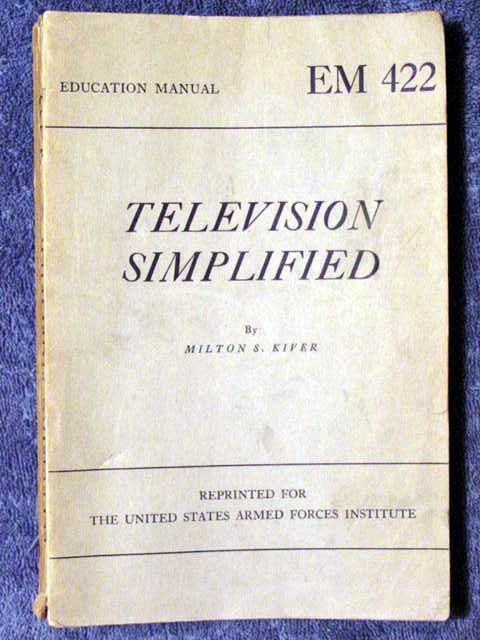 EDUCATION MANUAL EM 422
TELEVISION
SIMPLIFIED
By
MILTON S. KIVER
REPRINTED FOR
THE UNITED STATES ARMED FORCES INSTITUTE